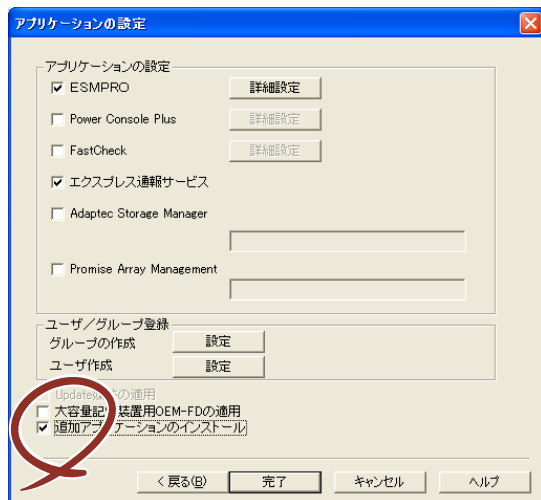 アプリケーションの設定
アプリケーションの設定
ESMPRO 詳細設定
Power Console Plus 詳細設定
FastCheck 詳細設定
エクスプレス通報サービス
Adaptec Storage Manager
Promise Array Management
ユーザ/グループ登録
グループの作成 設定
ユーザ作成 設定
Update の適用
大容量記 装置用OEM-FDの適用
追加アプリケーションのインストール
< 戻る(B) 完了 キャンセル ヘルプ